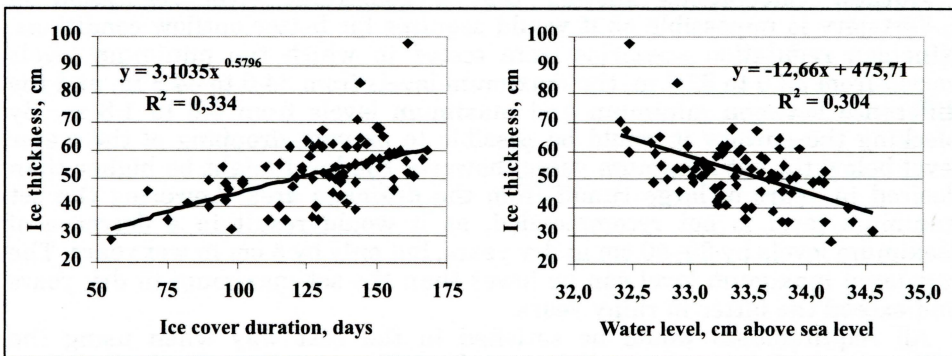 100
90
80
70
60
50
40
30
20
Ice thickness, cm
y = 3,1035x^0.5796
R² = 0,334
50 75 100 125 150 175
Ice cover duration, days
100
90
80
70
60
50
40
30
20
Ice thickness, cm
y = -12,66x + 475,71
R² = 0,304
32,0 32,5 33,0 33,5 34,0 34,5 35,0
Water level, cm above sea level